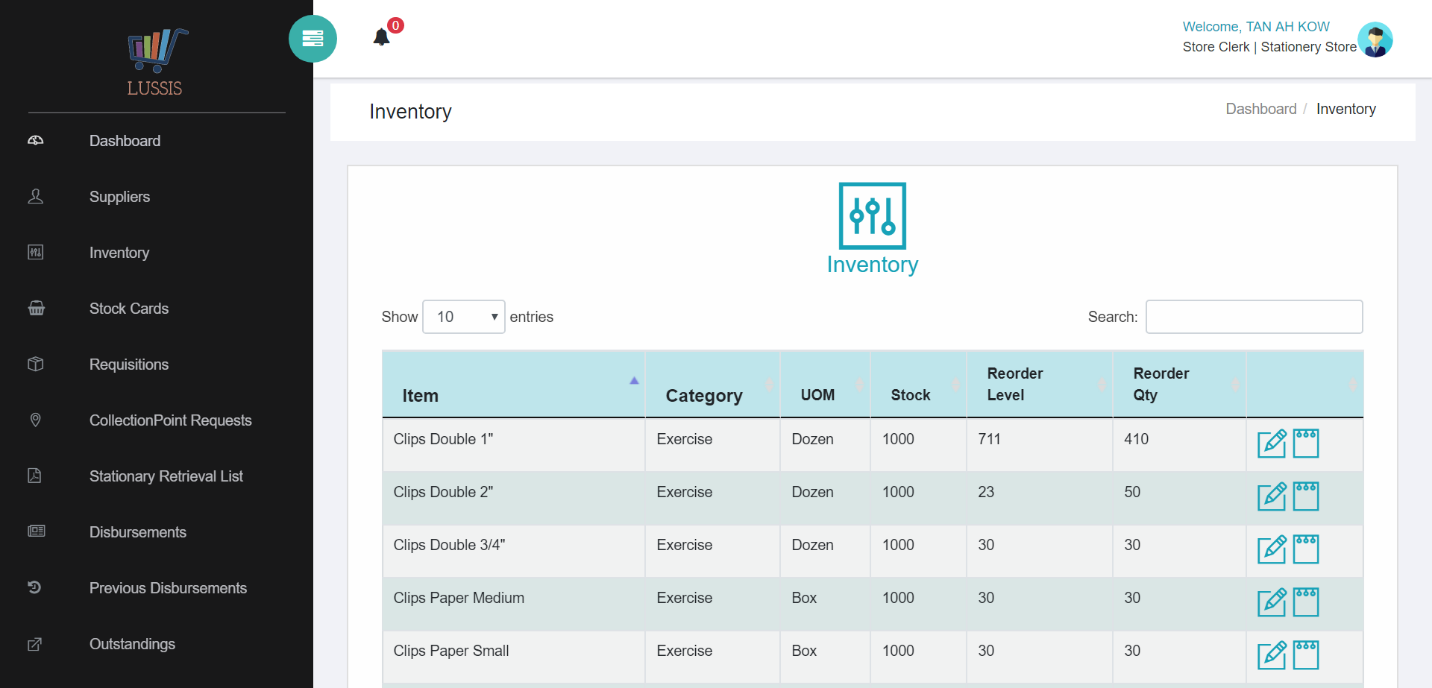 LUSSIS
Dashboard
Suppliers
Inventory
Stock Cards
Requisitions
CollectionPoint Requests
Stationary Retrieval List
Disbursements
Previous Disbursements
Outstandings
0
Welcome, TAN AH KOW
Store Clerk | Stationery Store
Inventory
Dashboard / Inventory
Inventory
Show 10 entries
Search:
Item Category UOM Stock Reorder Level Reorder Qty
Clips Double 1" Exercise Dozen 1000 711 410
Clips Double 2" Exercise Dozen 1000 23 50
Clips Double 3/4" Exercise Dozen 1000 30 30
Clips Paper Medium Exercise Box 1000 30 30
Clips Paper Small Exercise Box 1000 30 30